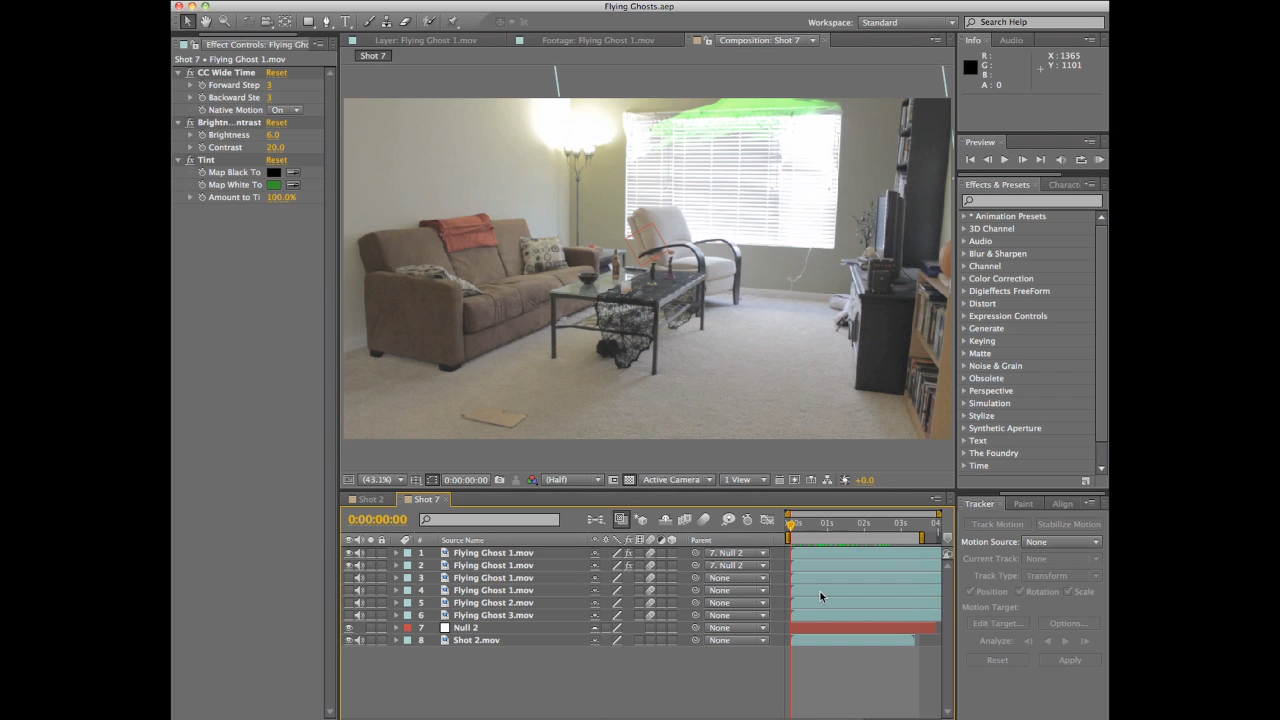 Flying Ghosts.aep
Workspace: Standard
Search Help
Effect Controls: Flying Gho
Layer: Flying Ghost 1.mov
Footage: Flying Ghost 1.mov
Composition: Shot 7
Info
Audio
Shot 7 • Flying Ghost 1.mov
Shot 7
R:
G:
B:
A: 0
X: 1365
Y: 1101
CC Wide Time
Reset
Forward Step
3
Backward Ste
3
Native Motion
On
Brightn...ntrast
Reset
Brightness
6.0
Contrast
20.0
Tint
Reset
Map Black To
Map White To
Amount to Ti
100.0%
Preview
Effects & Presets
Charact
* Animation Presets
3D Channel
Audio
Blur & Sharpen
Channel
Color Correction
Digieffects FreeForm
Distort
Expression Controls
Generate
Keying
Matte
Noise & Grain
Obsolete
Perspective
Simulation
Stylize
Synthetic Aperture
Text
The Foundry
Time
(43.1%)
0:00:00:00
(Half)
Active Camera
1 View
+0.0
Shot 2
Shot 7
0:00:00:00
01s
02s
03s
04
# Source Name
Parent
1 Flying Ghost 1.mov 7. Null 2
2 Flying Ghost 1.mov 7. Null 2
3 Flying Ghost 1.mov None
4 Flying Ghost 1.mov None
5 Flying Ghost 2.mov None
6 Flying Ghost 3.mov None
7 Null 2 None
8 Shot 2.mov None
Tracker
Paint
Align
Track Motion
Stabilize Motion
Motion Source: None
Current Track: None
Track Type: Transform
Position
Rotation
Scale
Motion Target:
Edit Target...
Options...
Analyze:
Reset
Apply